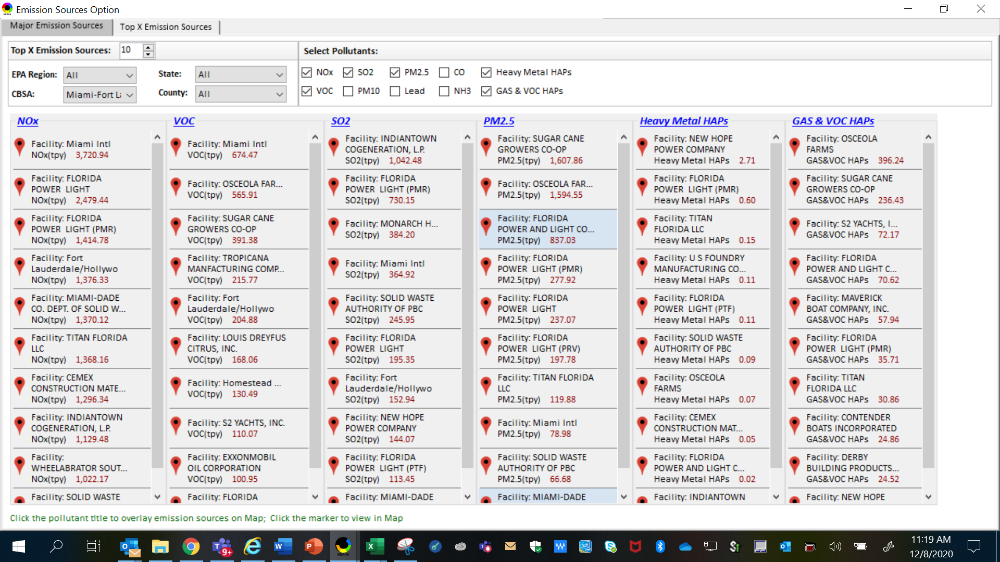 Emission Sources Option
Major Emission Sources
Top X Emission Sources
Top X Emission Sources: 10
Select Pollutants:
EPA Region: All
State: All
CBSA: Miami-Fort La
County: All
NOx SO2 PM2.5 CO Heavy Metal HAPs
VOC PM10 Lead NH3 GAS & VOC HAPs
NOx
Facility: Miami Intl
NOx(tpy) 3,720.94
Facility: FLORIDA
POWER LIGHT
NOx(tpy) 2,479.44
Facility: FLORIDA
POWER LIGHT (PMR)
NOx(tpy) 1,414.78
Facility: Fort
Lauderdale/Hollywo
NOx(tpy) 1,376.33
Facility: MIAMI-DADE
CO. DEPT. OF SOLID W...
NOx(tpy) 1,370.12
Facility: TITAN FLORIDA
LLC
NOx(tpy) 1,368.16
Facility: CEMEX
CONSTRUCTION MATE...
NOx(tpy) 1,296.34
Facility: INDIANTOWN
COGENERATION, L.P.
NOx(tpy) 1,129.48
Facility:
WHEELABRATOR SOUT...
NOx(tpy) 1,022.17
Facility: SOLID WASTE
VOC
Facility: Miami Intl
VOC(tpy) 674.47
Facility: OSCEOLA FAR...
VOC(tpy) 565.91
Facility: SUGAR CANE
GROWERS CO-OP
VOC(tpy) 391.38
Facility: TROPICANA
MANFACTURING COMP...
VOC(tpy) 215.77
Facility: Fort
Lauderdale/Hollywo
VOC(tpy) 204.88
Facility: LOUIS DREYFUS
CITRUS, INC.
VOC(tpy) 168.06
Facility: Homestead ...
VOC(tpy) 130.49
Facility: S2 YACHTS, INC.
VOC(tpy) 110.07
Facility: EXXONMOBIL
OIL CORPORATION
VOC(tpy) 100.95
Facility: FLORIDA
SO2
Facility: INDIANTOWN
COGENERATION, L.P.
SO2(tpy) 1,042.48
Facility: FLORIDA
POWER LIGHT (PMR)
SO2(tpy) 730.15
Facility: MONARCH H...
SO2(tpy) 384.20
Facility: Miami Intl
SO2(tpy) 364.92
Facility: SOLID WASTE
AUTHORITY OF PBC
SO2(tpy) 245.95
Facility: FLORIDA
POWER LIGHT
SO2(tpy) 195.35
Facility: Fort
Lauderdale/Hollywo
SO2(tpy) 152.94
Facility: NEW HOPE
POWER COMPANY
SO2(tpy) 144.07
Facility: FLORIDA
POWER LIGHT (PTF)
SO2(tpy) 113.45
Facility: MIAMI-DADE
PM2.5
Facility: SUGAR CANE
GROWERS CO-OP
PM2.5(tpy) 1,607.86
Facility: OSCEOLA FAR...
PM2.5(tpy) 1,594.55
Facility: FLORIDA
POWER AND LIGHT CO...
PM2.5(tpy) 837.03
Facility: FLORIDA
POWER LIGHT (PMR)
PM2.5(tpy) 277.92
Facility: FLORIDA
POWER LIGHT
PM2.5(tpy) 237.07
Facility: FLORIDA
POWER LIGHT (PRV)
PM2.5(tpy) 197.78
Facility: TITAN FLORIDA
LLC
PM2.5(tpy) 119.88
Facility: Miami Intl
PM2.5(tpy) 78.98
Facility: SOLID WASTE
AUTHORITY OF PBC
PM2.5(tpy) 66.68
Facility: MIAMI-DADE
Heavy Metal HAPs
Facility: NEW HOPE
POWER COMPANY
Heavy Metal HAPs 2.71
Facility: FLORIDA
POWER LIGHT (PMR)
Heavy Metal HAPs 0.60
Facility: TITAN
FLORIDA LLC
Heavy Metal HAPs 0.15
Facility: U S FOUNDRY
MANUFACTURING CO...
Heavy Metal HAPs 0.11
Facility: FLORIDA
POWER LIGHT (PTF)
Heavy Metal HAPs 0.11
Facility: SOLID WASTE
AUTHORITY OF PBC
Heavy Metal HAPs 0.09
Facility: OSCEOLA
FARMS
Heavy Metal HAPs 0.07
Facility: CEMEX
CONSTRUCTION MAT...
Heavy Metal HAPs 0.05
Facility: FLORIDA
POWER AND LIGHT C...
Heavy Metal HAPs 0.02
Facility: INDIANTOWN
GAS & VOC HAPs
Facility: OSCEOLA
FARMS
GAS&VOC HAPs 396.24
Facility: SUGAR CANE
GROWERS CO-OP
GAS&VOC HAPs 236.43
Facility: S2 YACHTS, I...
GAS&VOC HAPs 72.17
Facility: FLORIDA
POWER AND LIGHT C...
GAS&VOC HAPs 70.62
Facility: MAVERICK
BOAT COMPANY, INC.
GAS&VOC HAPs 57.94
Facility: FLORIDA
POWER LIGHT (PMR)
GAS&VOC HAPs 35.71
Facility: TITAN
FLORIDA LLC
GAS&VOC HAPs 30.86
Facility: CONTENDER
BOATS INCORPORATED
GAS&VOC HAPs 24.86
Facility: DERBY
BUILDING PRODUCTS...
GAS&VOC HAPs 24.52
Facility: NEW HOPE
Click the pollutant title to overlay emission sources on Map; Click the marker to view in Map
9+
NEXUS
11:19 AM
12/8/2020